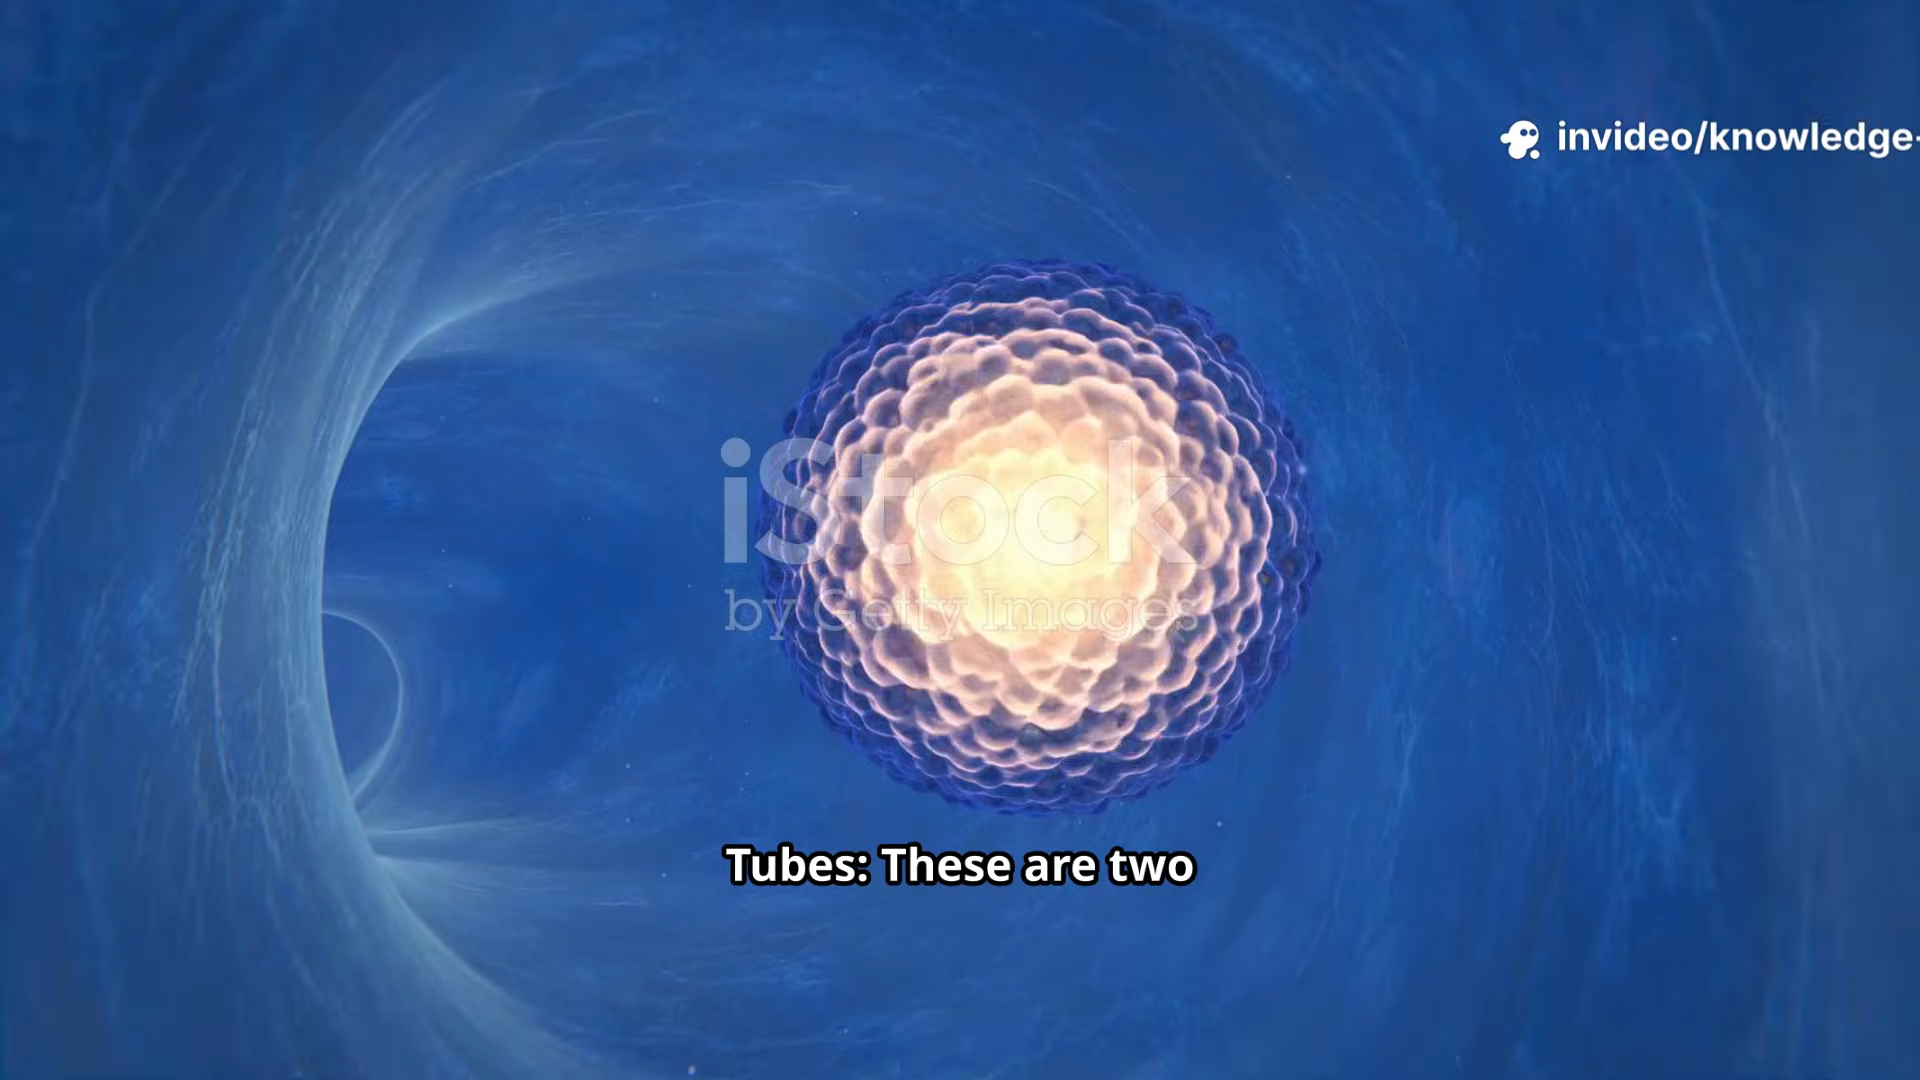 invideo/knowledge-
iStock
by Getty Images
Tubes: These are two